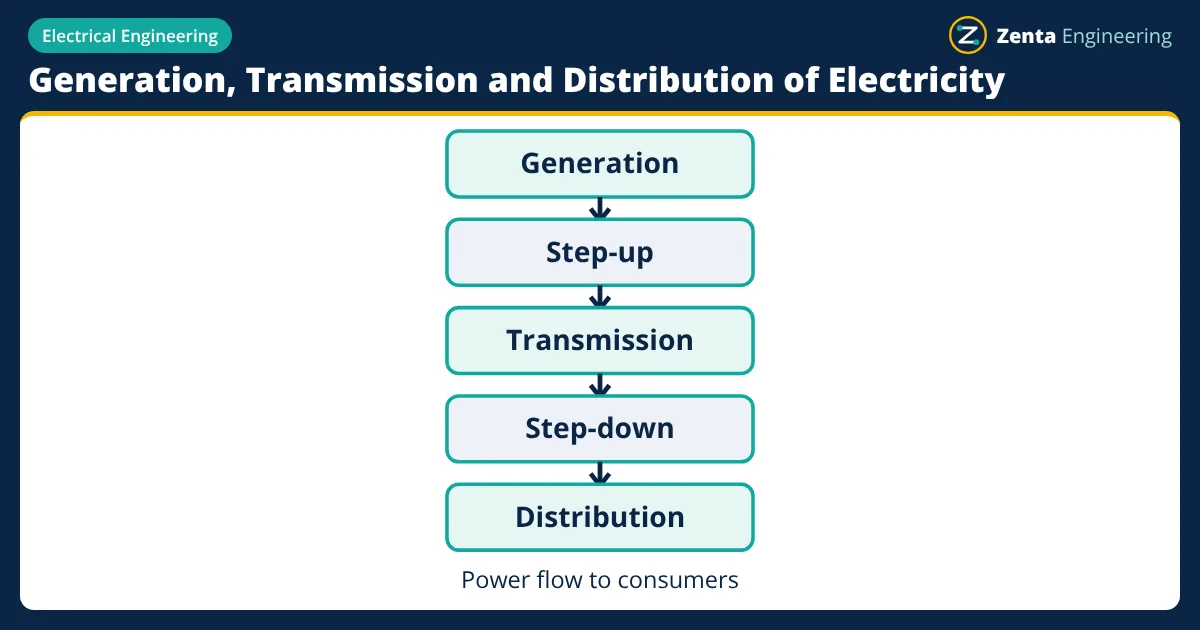 Electrical Engineering
Zenta Engineering
Generation, Transmission and Distribution of Electricity
Generation
Step-up
Transmission
Step-down
Distribution
Power flow to consumers